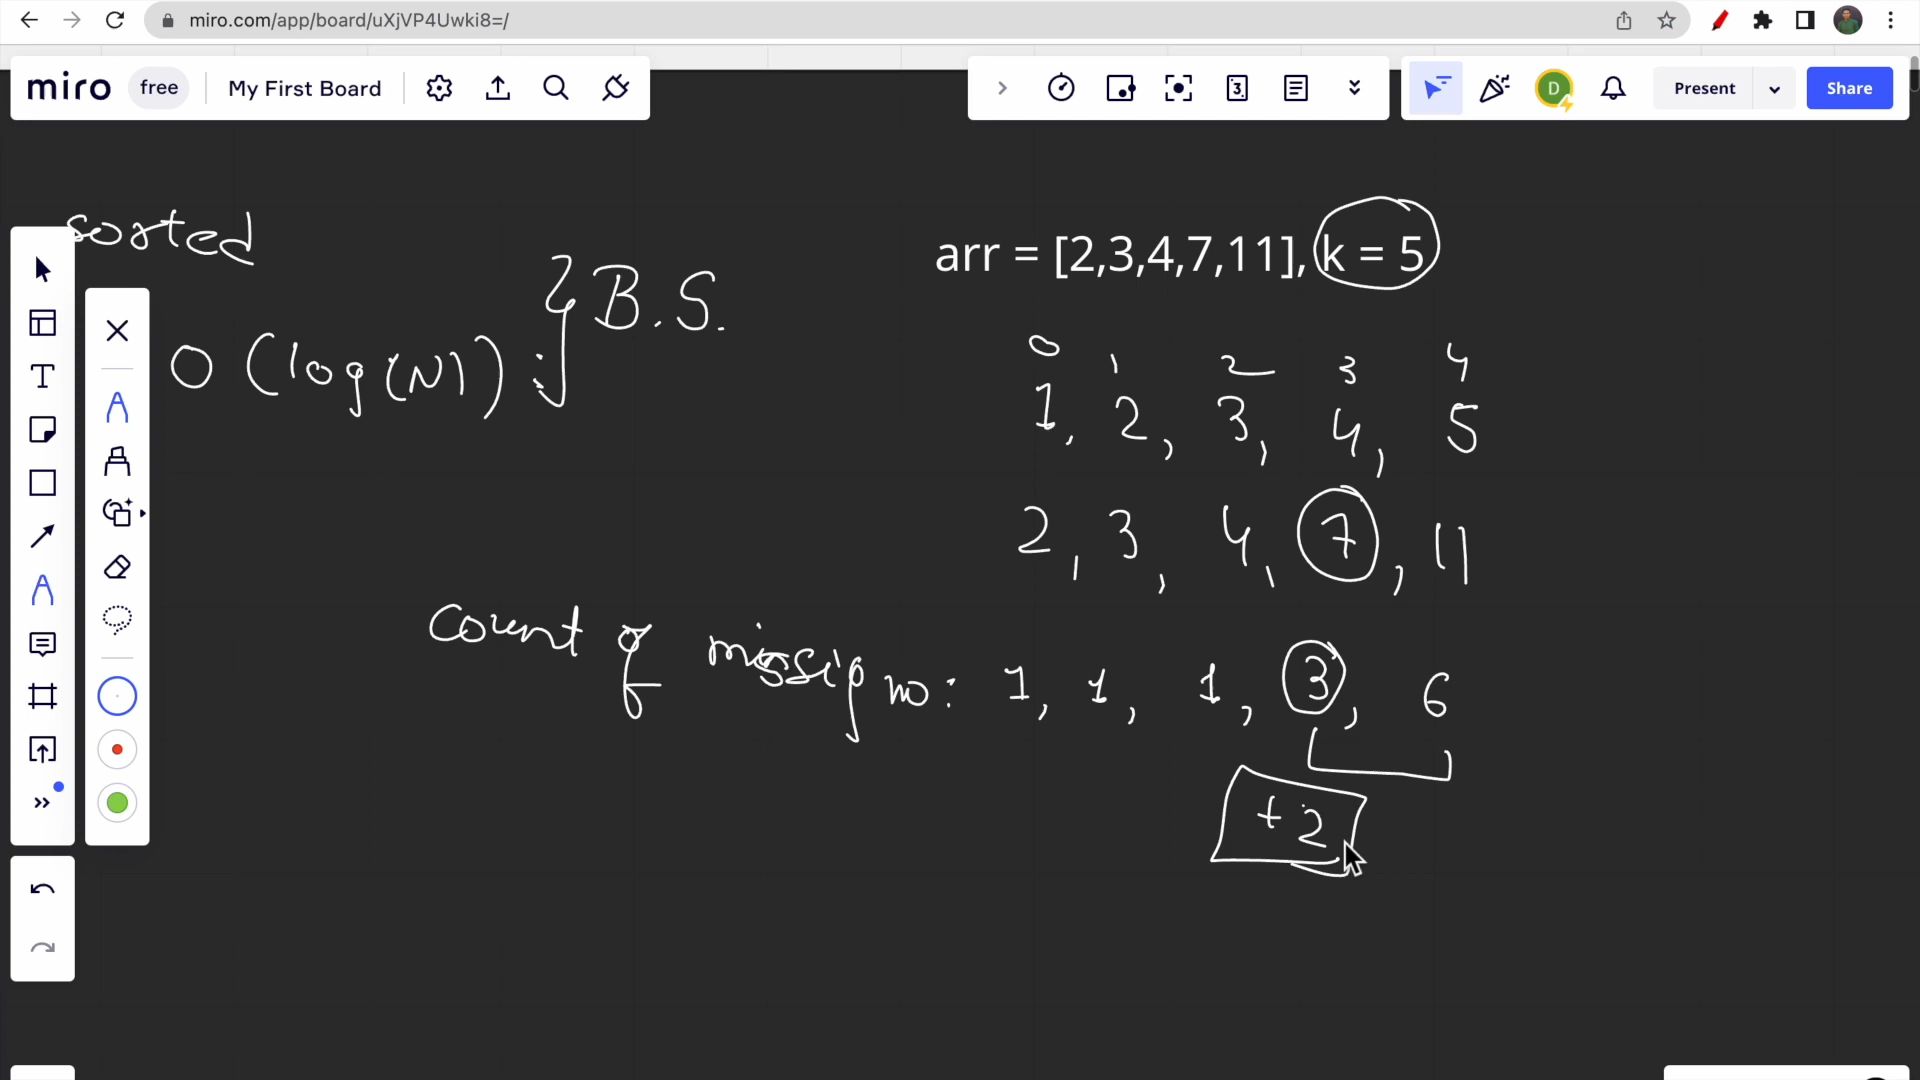 miro.com/app/board/uXjVP4Uwki8=/
miro free My First Board
3 D Present Share
sorted
O (log(N)) :
} B.S.
arr = [2,3,4,7,11], k = 5
0 1 2 3 4
1, 2, 3, 4, 5
2, 3, 4, 7, 11
Count of missig no: 1, 1, 1, 3, 6
+ 2
T